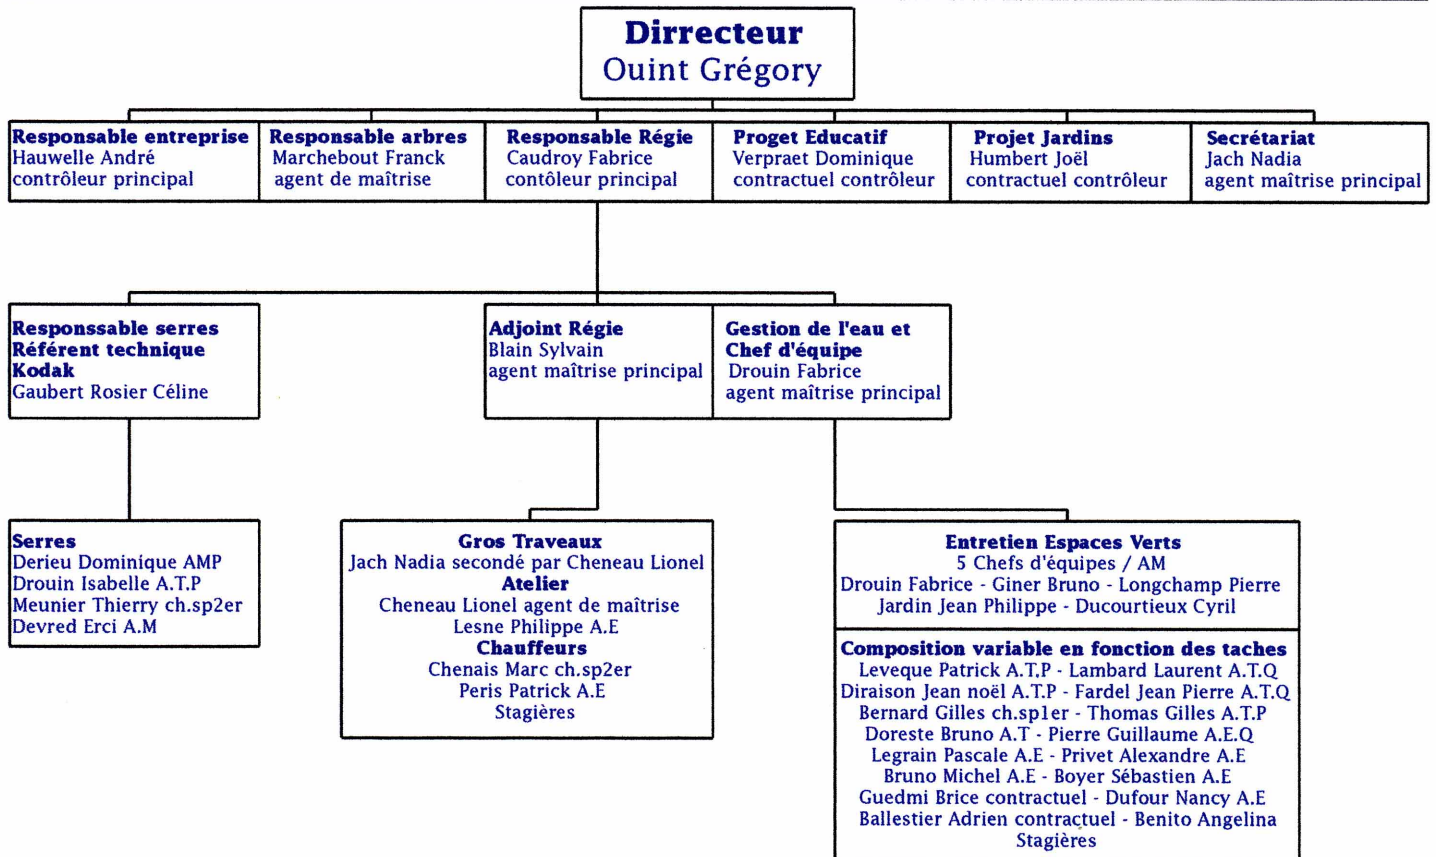 Dirrecteur
Ouint Grégory
Responsable entreprise
Hauwelle André
contrôleur principal
Responsable arbres
Marchebout Franck
agent de maîtrise
Responsable Régie
Caudroy Fabrice
contôleur principal
Proget Educatif
Verpraet Dominique
contractuel contrôleur
Projet Jardins
Humbert Joël
contractuel contrôleur
Secrétariat
Jach Nadia
agent maîtrise principal
Responssable serres
Référent technique
Kodak
Gaubert Rosier Céline
Adjoint Régie
Blain Sylvain
agent maîtrise principal
Gestion de l'eau et
Chef d'équipe
Drouin Fabrice
agent maîtrise principal
Serres
Derieu Dominique AMP
Drouin Isabelle A.T.P
Meunier Thierry ch.sp2er
Devred Erci A.M
Gros Traveaux
Jach Nadia secondé par Cheneau Lionel
Atelier
Cheneau Lionel agent de maîtrise
Lesne Philippe A.E
Chauffeurs
Chenais Marc ch.sp2er
Peris Patrick A.E
Stagières
Entretien Espaces Verts
5 Chefs d'équipes / AM
Drouin Fabrice - Giner Bruno - Longchamp Pierre
Jardin Jean Philippe - Ducourtieux Cyril
Composition variable en fonction des taches
Leveque Patrick A.T.P - Lambard Laurent A.T.Q
Diraison Jean noël A.T.P - Fardel Jean Pierre A.T.Q
Bernard Gilles ch.sp1er - Thomas Gilles A.T.P
Doreste Bruno A.T - Pierre Guillaume A.E.Q
Legrain Pascale A.E - Privet Alexandre A.E
Bruno Michel A.E - Boyer Sébastien A.E
Guedmi Brice contractuel - Dufour Nancy A.E
Ballestier Adrien contractuel - Benito Angelina
Stagières